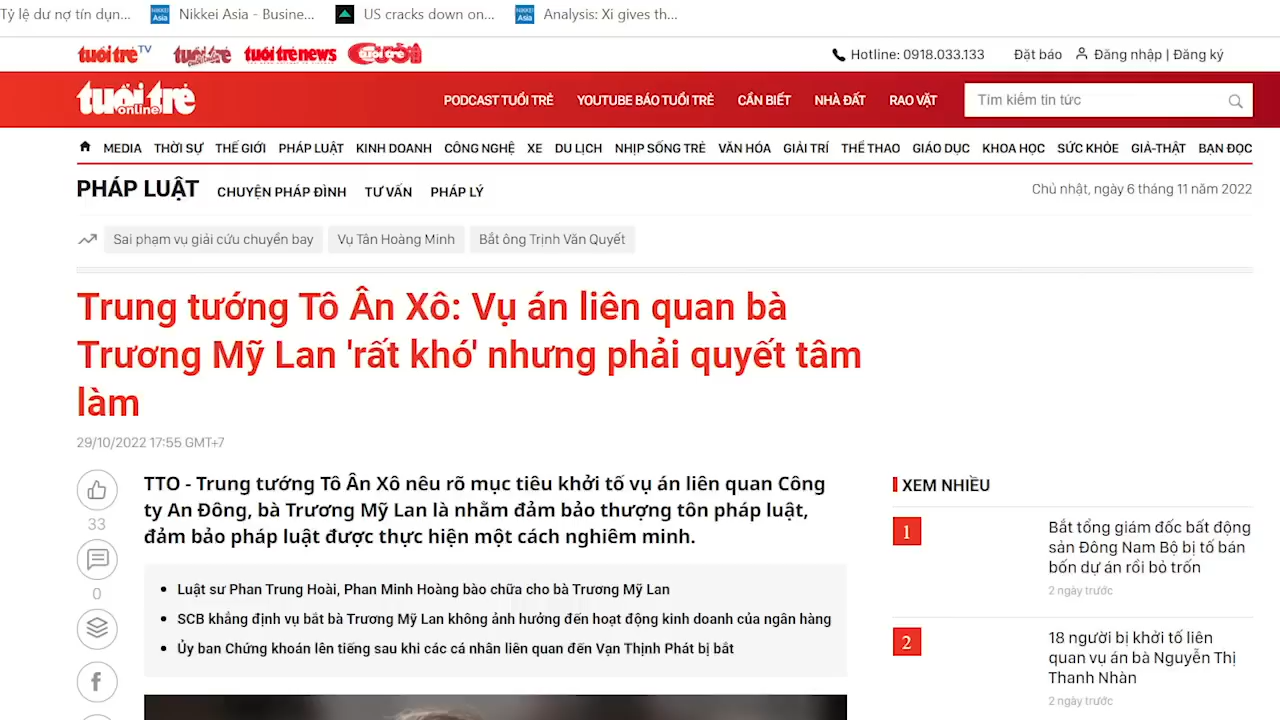 Tỷ lệ dư nợ tín dụn...
Nikkei Asia - Busine...
US cracks down on...
Analysis: Xi gives th...
tuổi trẻ TV
tuổi trẻ news
Hotline: 0918.033.133
Đặt báo
Đăng nhập | Đăng ký
tuổi trẻ online
PODCAST TUỔI TRẺ
YOUTUBE BÁO TUỔI TRẺ
CẦN BIẾT
NHÀ ĐẤT
RAO VẶT
Tìm kiếm tin tức
MEDIA THỜI SỰ THẾ GIỚI PHÁP LUẬT KINH DOANH CÔNG NGHỆ XE DU LỊCH NHỊP SỐNG TRẺ VĂN HÓA GIẢI TRÍ THỂ THAO GIÁO DỤC KHOA HỌC SỨC KHỎE GIẢ-THẬT BẠN ĐỌC
PHÁP LUẬT CHUYỆN PHÁP ĐÌNH TƯ VẤN PHÁP LÝ
Chủ nhật, ngày 6 tháng 11 năm 2022
Sai phạm vụ giải cứu chuyến bay
Vụ Tân Hoàng Minh
Bắt ông Trịnh Văn Quyết
Trung tướng Tô Ân Xô: Vụ án liên quan bà
Trương Mỹ Lan 'rất khó' nhưng phải quyết tâm
làm
29/10/2022 17:55 GMT+7
33
0
TTO - Trung tướng Tô Ân Xô nêu rõ mục tiêu khởi tố vụ án liên quan Công
ty An Đông, bà Trương Mỹ Lan là nhằm đảm bảo thượng tôn pháp luật,
đảm bảo pháp luật được thực hiện một cách nghiêm minh.
Luật sư Phan Trung Hoài, Phan Minh Hoàng bào chữa cho bà Trương Mỹ Lan
SCB khẳng định vụ bắt bà Trương Mỹ Lan không ảnh hưởng đến hoạt động kinh doanh của ngân hàng
Ủy ban Chứng khoán lên tiếng sau khi các cá nhân liên quan đến Vạn Thịnh Phát bị bắt
XEM NHIỀU
1
Bắt tổng giám đốc bất động
sản Đông Nam Bộ bị tố bán
bốn dự án rồi bỏ trốn
2 ngày trước
2
18 người bị khởi tố liên
quan vụ án bà Nguyễn Thị
Thanh Nhàn
2 ngày trước